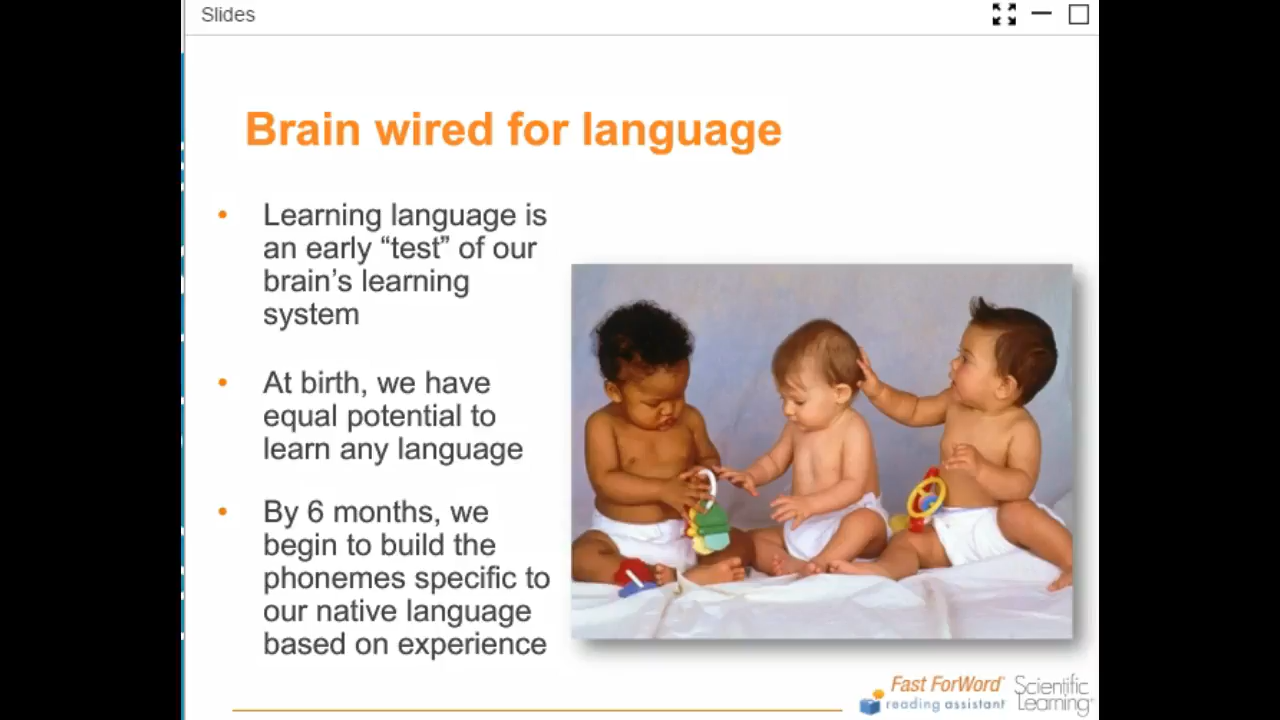 Slides
Brain wired for language
• Learning language is
an early “test” of our
brain’s learning
system
• At birth, we have
equal potential to
learn any language
• By 6 months, we
begin to build the
phonemes specific to
our native language
based on experience
Fast ForWord
reading assistant
Scientific
Learning